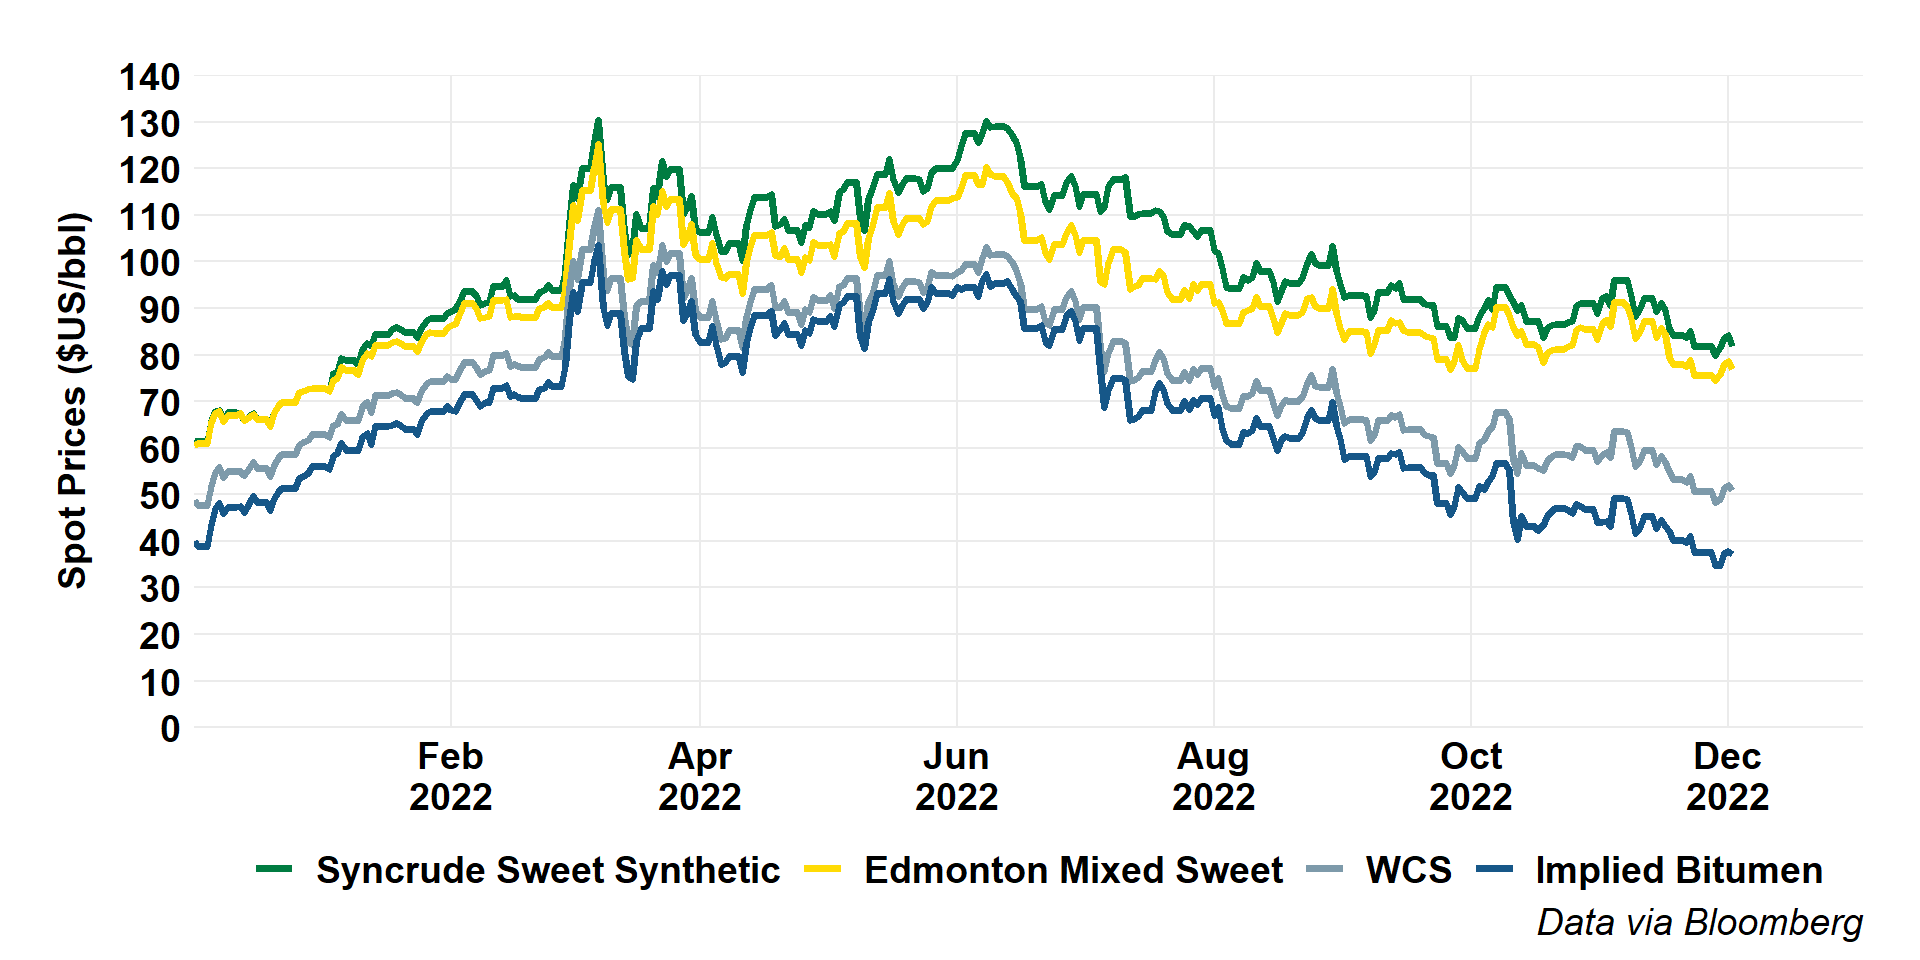 140
130
120
110
100
90
80
70
60
50
40
30
20
10
0
Spot Prices ($US/bbl)
Feb 2022
Apr 2022
Jun 2022
Aug 2022
Oct 2022
Dec 2022
Syncrude Sweet Synthetic
Edmonton Mixed Sweet
WCS
Implied Bitumen
Data via Bloomberg